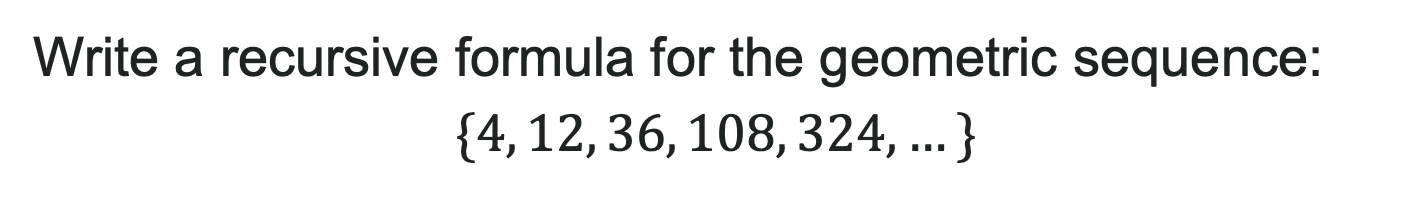 Write a recursive formula for the geometric sequence:
{4, 12, 36, 108, 324, ... }